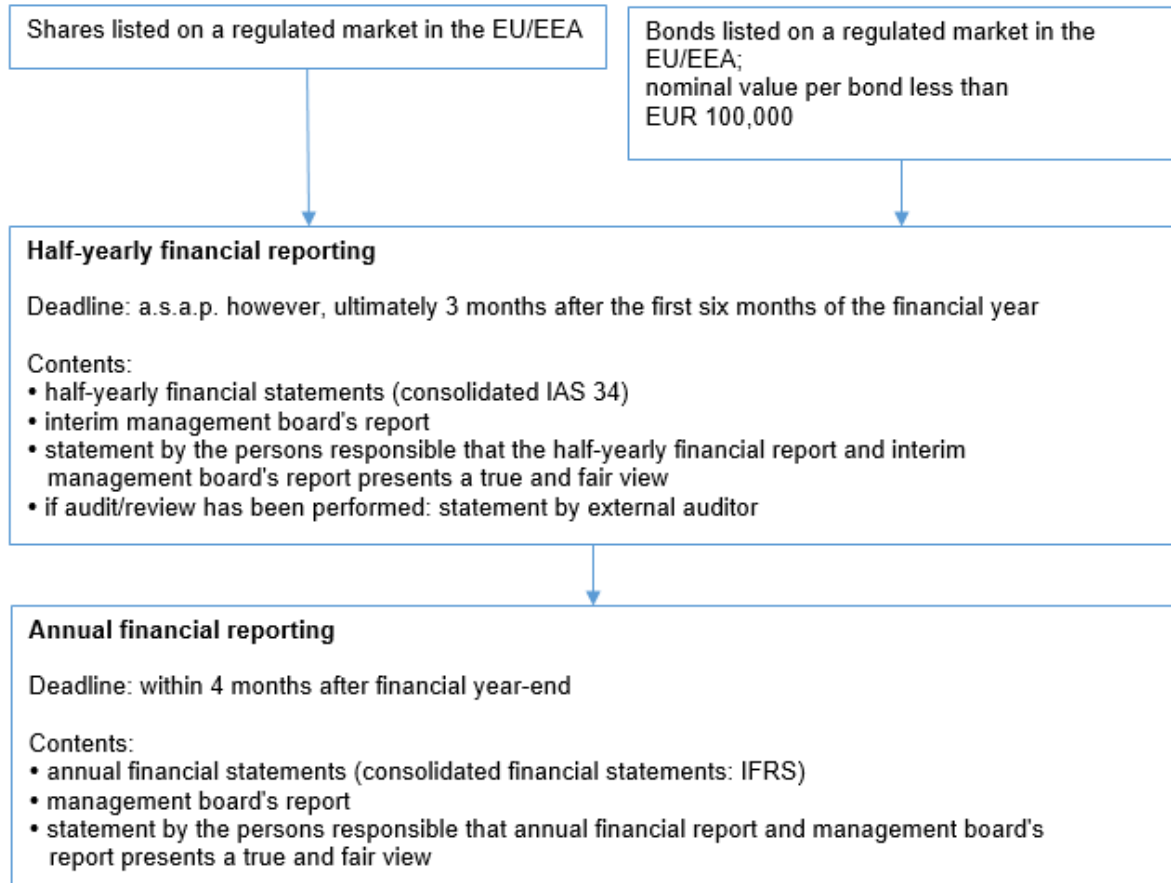 Shares listed on a regulated market in the EU/EEA
Bonds listed on a regulated market in the
EU/EEA;
nominal value per bond less than
EUR 100,000
Half-yearly financial reporting
Deadline: a.s.a.p. however, ultimately 3 months after the first six months of the financial year
Contents:
• half-yearly financial statements (consolidated IAS 34)
• interim management board's report
• statement by the persons responsible that the half-yearly financial report and interim
management board's report presents a true and fair view
• if audit/review has been performed: statement by external auditor
Annual financial reporting
Deadline: within 4 months after financial year-end
Contents:
• annual financial statements (consolidated financial statements: IFRS)
• management board's report
• statement by the persons responsible that annual financial report and management board's
report presents a true and fair view